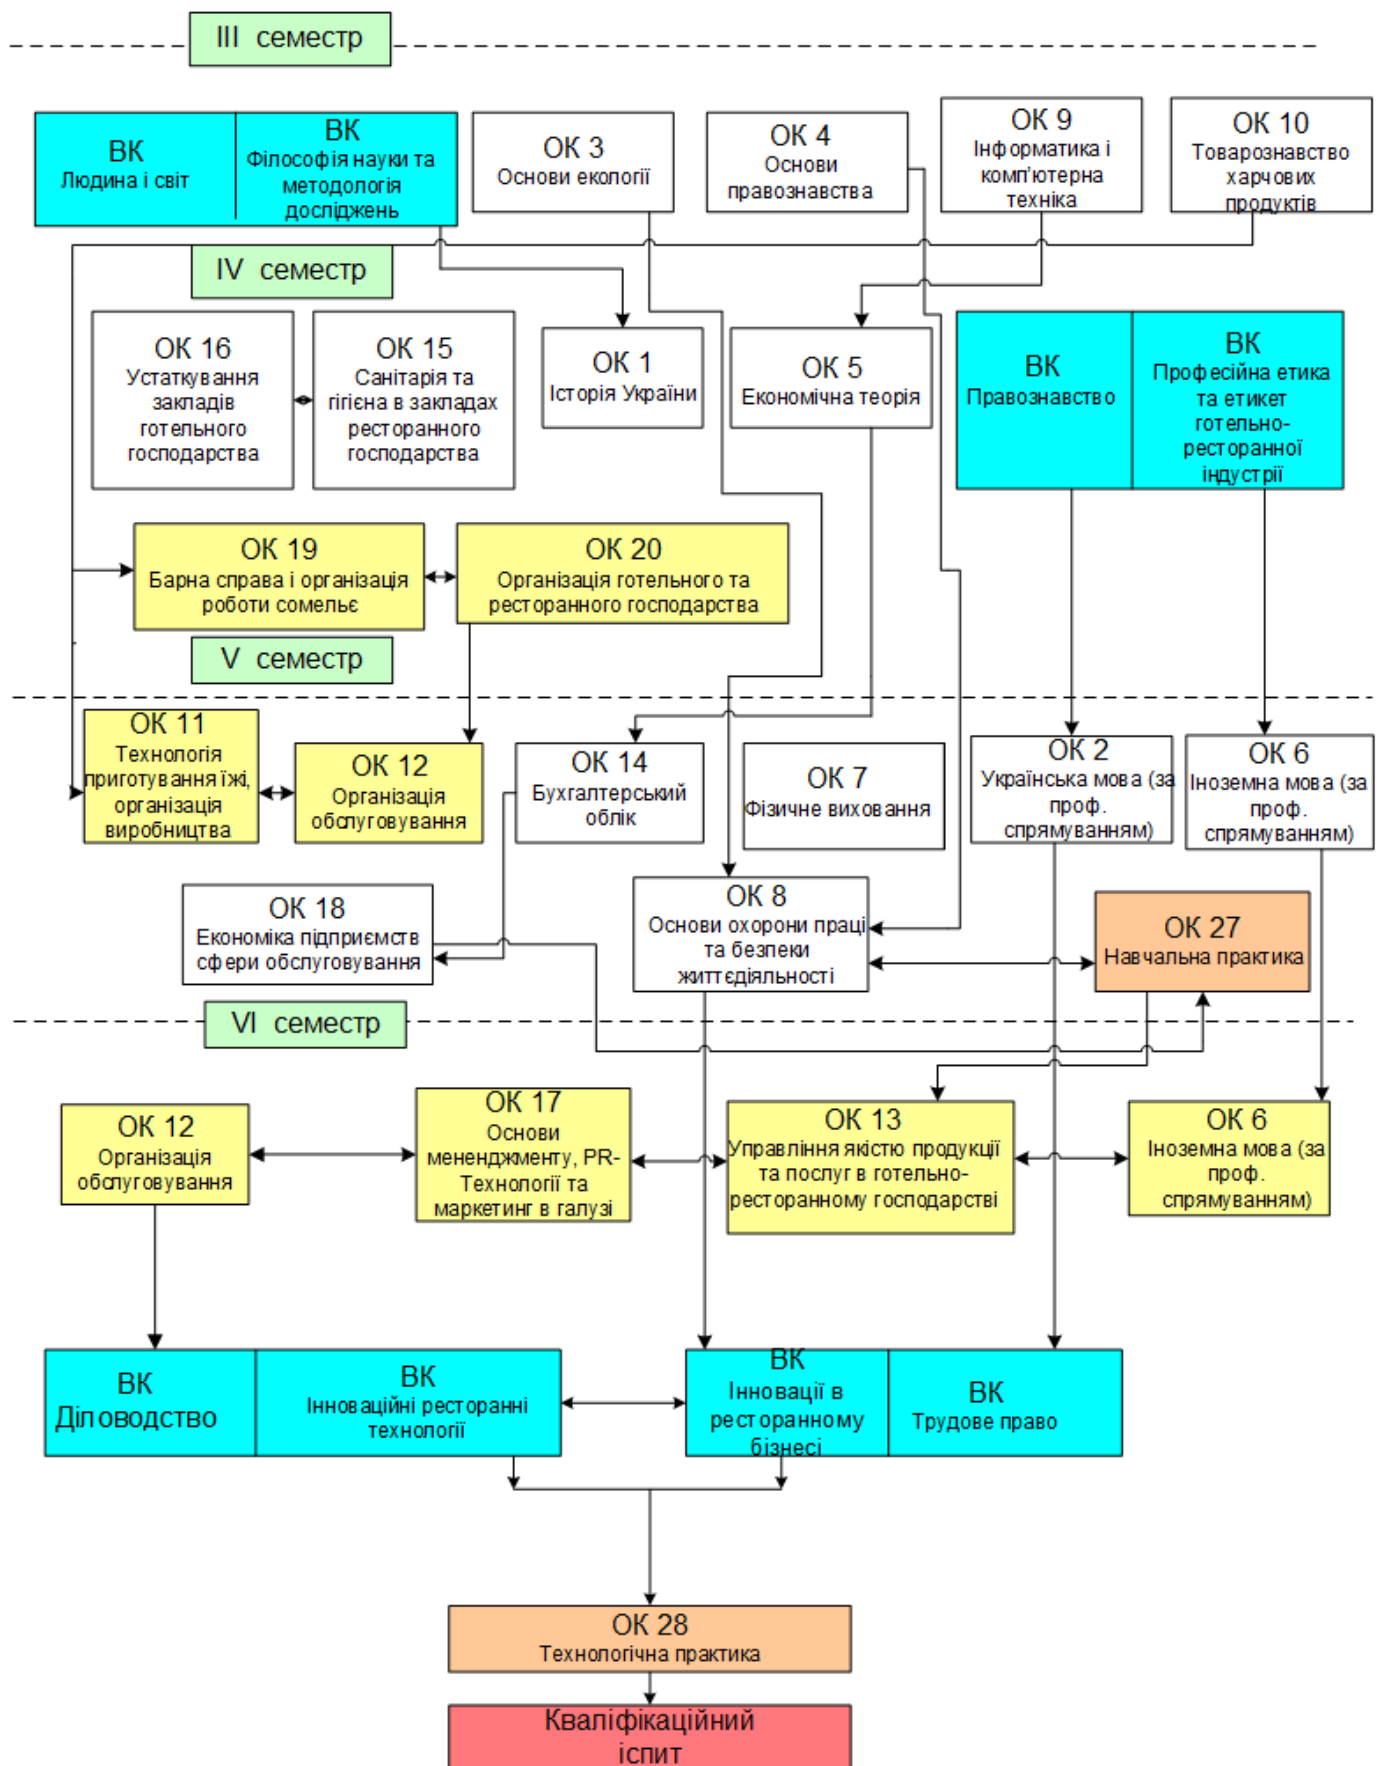 III семестр
ВК
Людина і світ
ВК
Філософія науки та
методологія
досліджень
ОК 3
Основи екології
ОК 4
Основи
правознавства
ОК 9
Інформатика і
комп'ютерна
техніка
ОК 10
Товарознавство
харчових
продуктів
IV семестр
ОК 16
Устаткування
закладів
готельного
господарства
ОК 15
Санітарія та
гігієна в закладах
ресторанного
господарства
ОК 1
Історія України
ОК 5
Економічна теорія
ВК
Правознавство
ВК
Професійна етика
та етикет
готельно-
ресторанної
індустрії
ОК 19
Барна справа і організація
роботи сомельє
ОК 20
Організація готельного та
ресторанного господарства
V семестр
ОК 11
Технологія
приготування їжі,
організація
виробництва
ОК 12
Організація
обслуговування
ОК 14
Бухгалтерський
облік
ОК 7
Фізичне виховання
ОК 2
Українська мова (за
проф.
спрямуванням)
ОК 6
Іноземна мова (за
проф.
спрямуванням)
ОК 18
Економіка підприємств
сфери обслуговування
ОК 8
Основи охорони праці
та безпеки
життєдіяльності
ОК 27
Навчальна практика
VI семестр
ОК 12
Організація
обслуговування
ОК 17
Основи
мененджменту, PR-
Технології та
маркетинг в галузі
ОК 13
Управління якістю продукції
та послуг в готельно-
ресторанному господарстві
ОК 6
Іноземна мова (за
проф.
спрямуванням)
ВК
Діловодство
ВК
Інноваційні ресторанні
технології
ВК
Інновації в
ресторанному
бізнесі
ВК
Трудове право
ОК 28
Технологічна практика
Кваліфікаційний
іспит